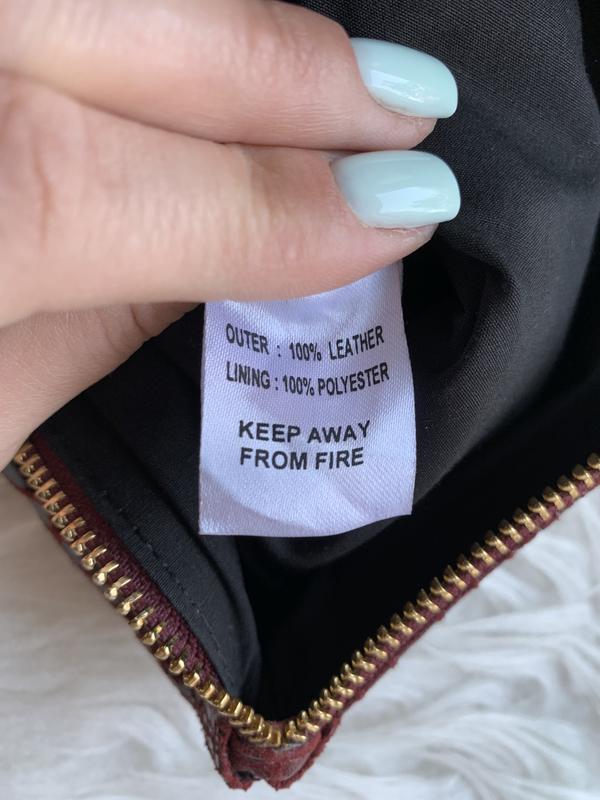 OUTER : 100% LEATHER
LINING : 100% POLYESTER
KEEP AWAY
FROM FIRE